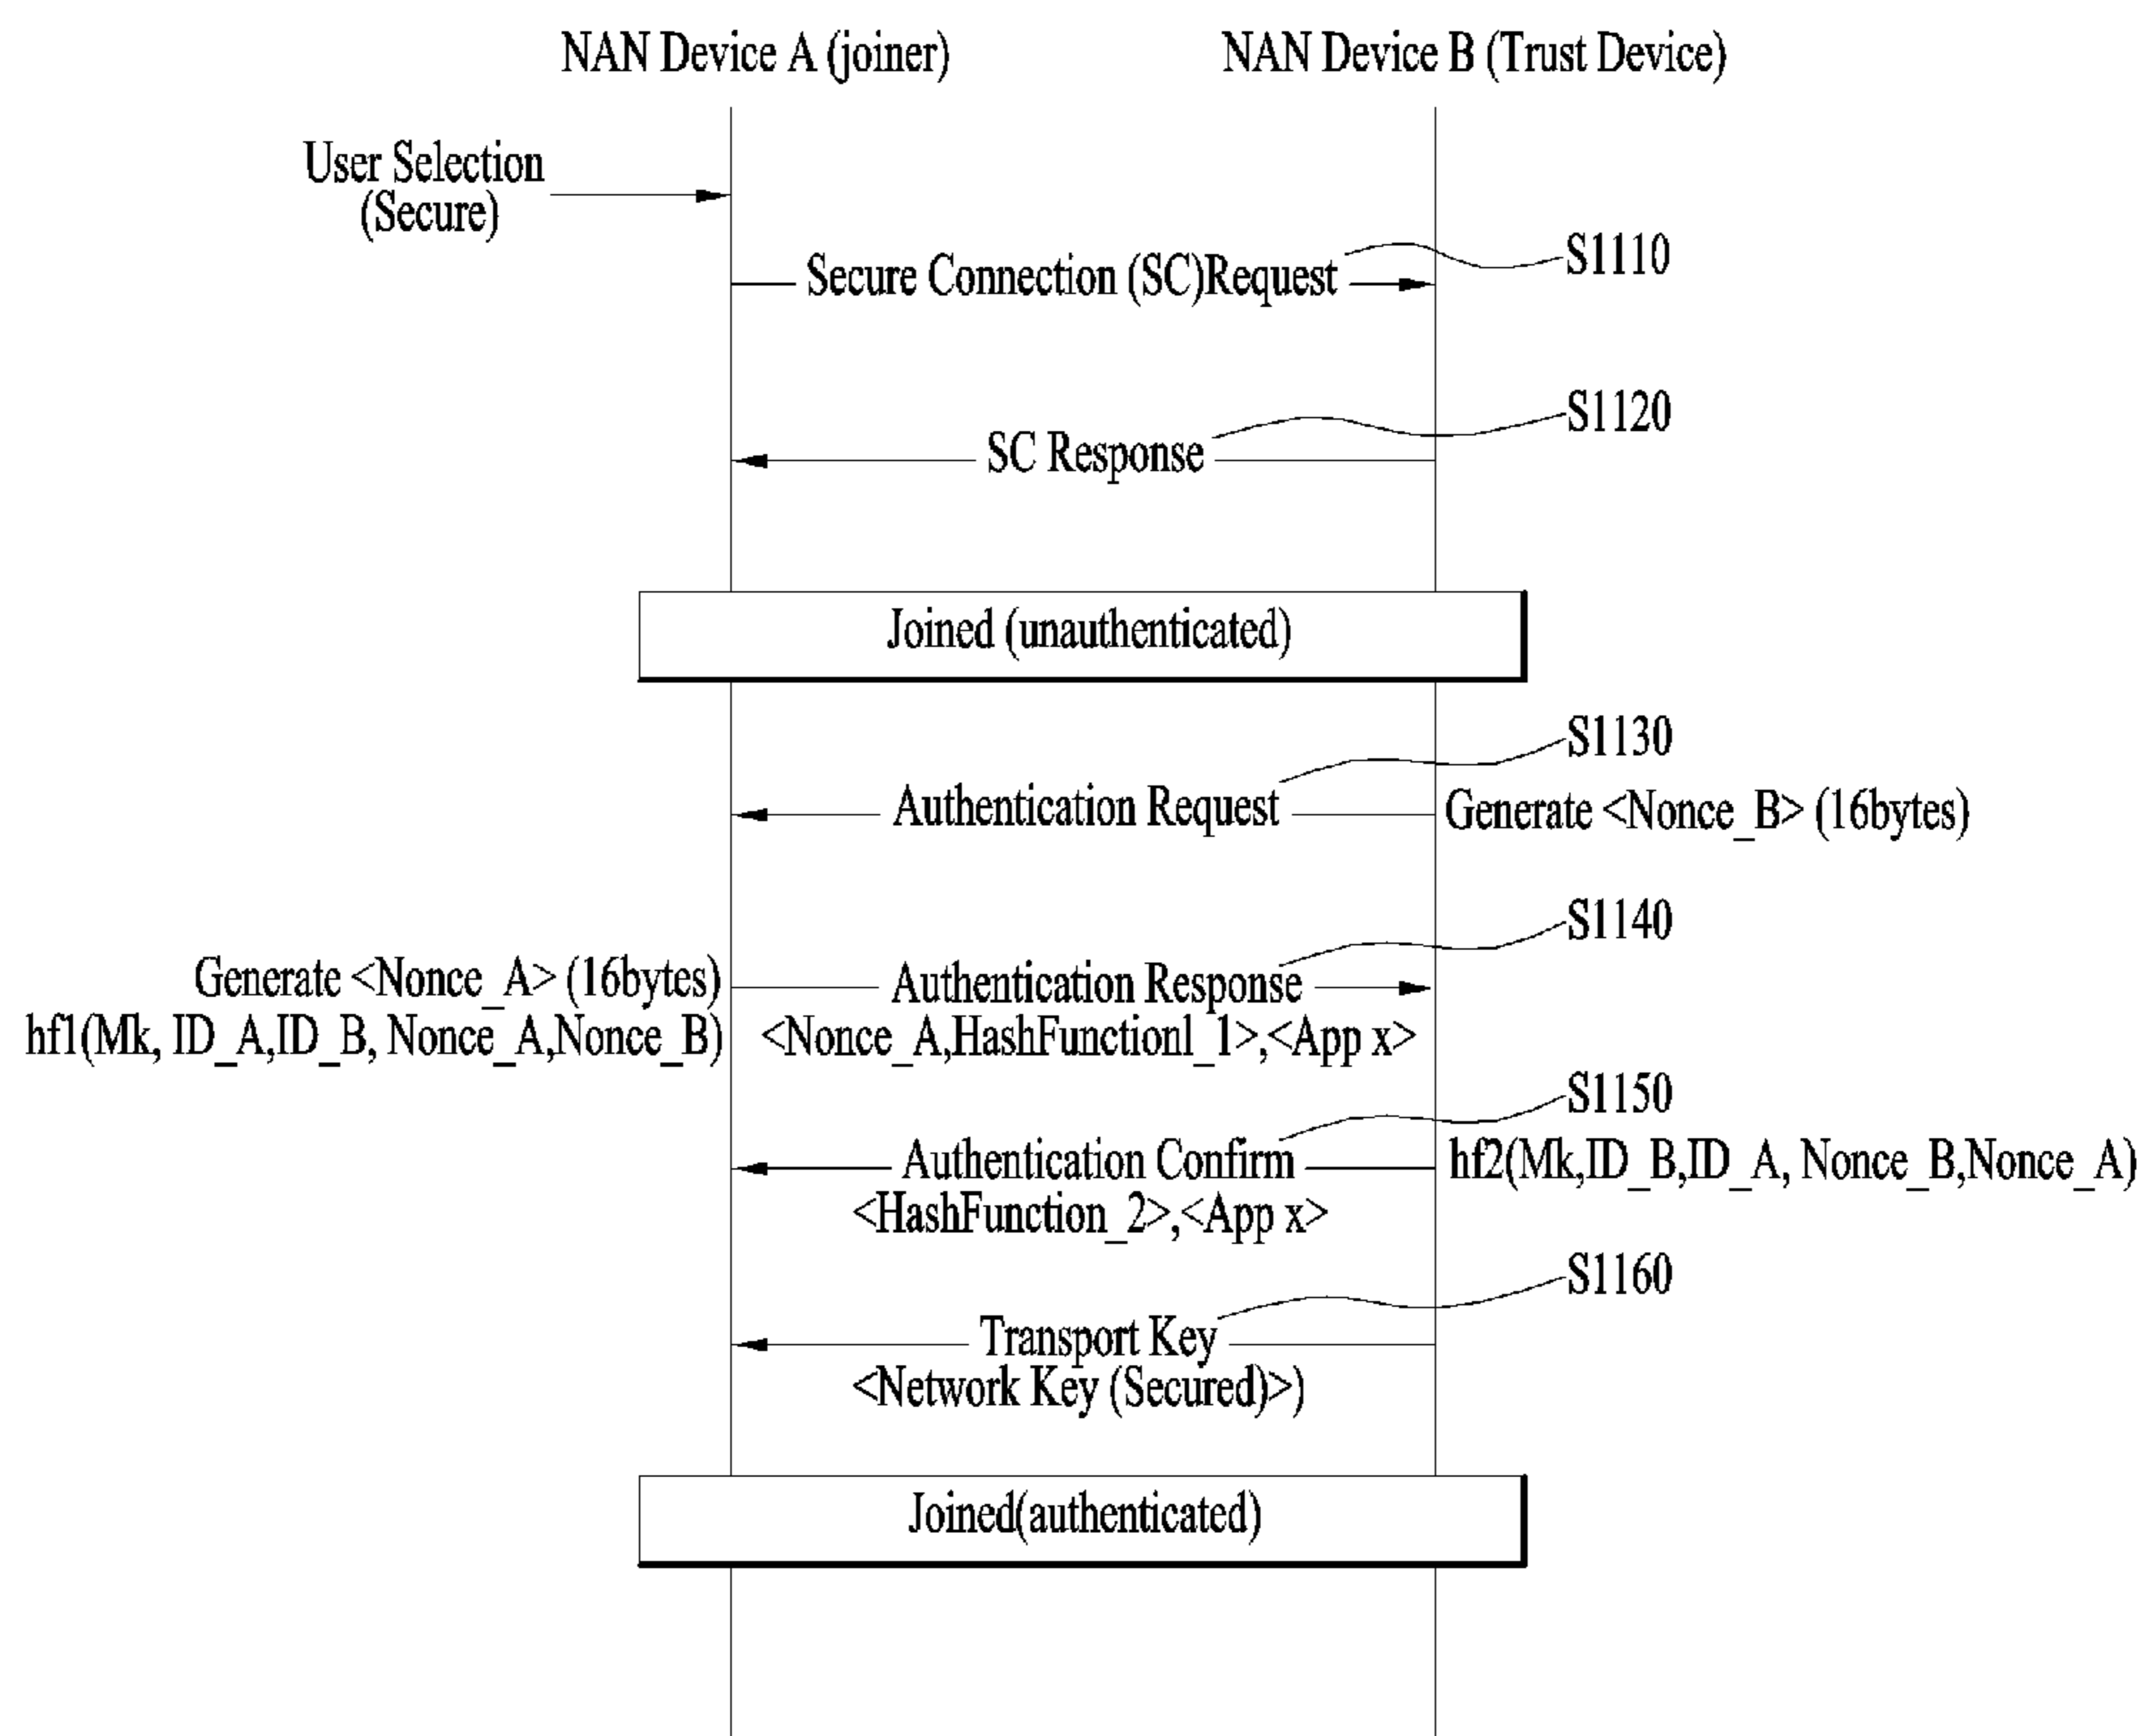 NAN Device A (joiner)
NAN Device B (Trust Device)
User Selection
(Secure)
S1110
Secure Connection (SC)Request
S1120
SC Response
Joined (unauthenticated)
S1130
Authentication Request
Generate <Nonce_B> (16bytes)
S1140
Generate <Nonce_A> (16bytes)
Authentication Response
hf1(Mk, ID_A,ID_B, Nonce_A,Nonce_B)
<Nonce_A,HashFunctionl_1>,<App x>
S1150
Authentication Confirm
hf2(Mk,ID_B,ID_A, Nonce_B,Nonce_A)
<HashFunction_2>,<App x>
S1160
Transport Key
<Network Key (Secured)>)
Joined(authenticated)